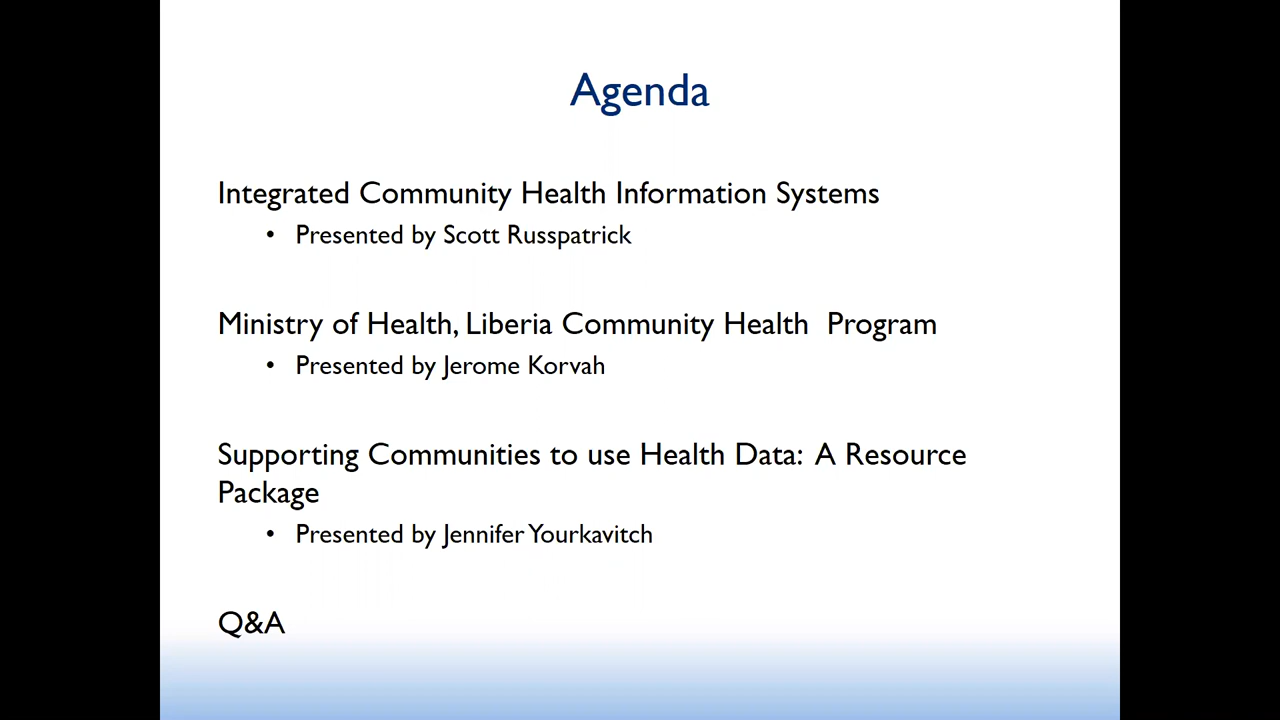 Agenda
Integrated Community Health Information Systems
• Presented by Scott Russpatrick
Ministry of Health, Liberia Community Health  Program
• Presented by Jerome Korvah
Supporting Communities to use Health Data:  A Resource
Package
• Presented by Jennifer Yourkavitch
Q&A